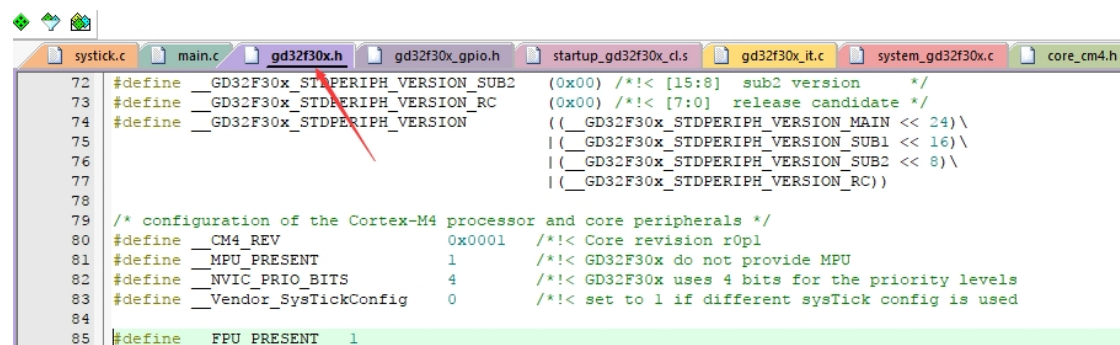 systick.c main.c gd32f30x.h gd32f30x_gpio.h startup_gd32f30x_cl.s gd32f30x_it.c system_gd32f30x.c core_cm4.h
72 #define __GD32F30x_STDPERIPH_VERSION_SUB2 (0x00) /*!< [15:8] sub2 version */
73 #define __GD32F30x_STDPERIPH_VERSION_RC (0x00) /*!< [7:0] release candidate */
74 #define __GD32F30x_STDPERIPH_VERSION ((__GD32F30x_STDPERIPH_VERSION_MAIN << 24)\
75 |(__GD32F30x_STDPERIPH_VERSION_SUB1 << 16)\
76 |(__GD32F30x_STDPERIPH_VERSION_SUB2 << 8)\
77 |(__GD32F30x_STDPERIPH_VERSION_RC))
78
79 /* configuration of the Cortex-M4 processor and core peripherals */
80 #define __CM4_REV 0x0001 /*!< Core revision r0p1
81 #define __MPU_PRESENT 1 /*!< GD32F30x do not provide MPU
82 #define __NVIC_PRIO_BITS 4 /*!< GD32F30x uses 4 bits for the priority levels
83 #define __Vendor_SysTickConfig 0 /*!< set to 1 if different sysTick config is used
84
85 #define __FPU_PRESENT 1